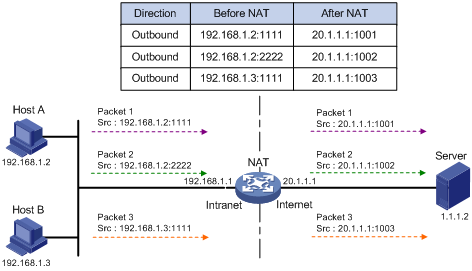 Direction Before NAT After NAT
Outbound 192.168.1.2:1111 20.1.1.1:1001
Outbound 192.168.1.2:2222 20.1.1.1:1002
Outbound 192.168.1.3:1111 20.1.1.1:1003
Host A
192.168.1.2
Packet 1
Src : 192.168.1.2:1111
Packet 1
Src : 20.1.1.1:1001
Packet 2
Src : 192.168.1.2:2222
NAT
Packet 2
Src : 20.1.1.1:1002
Server
192.168.1.1
20.1.1.1
1.1.1.2
Intranet
Internet
Host B
192.168.1.3
Packet 3
Src : 192.168.1.3:1111
Packet 3
Src : 20.1.1.1:1003